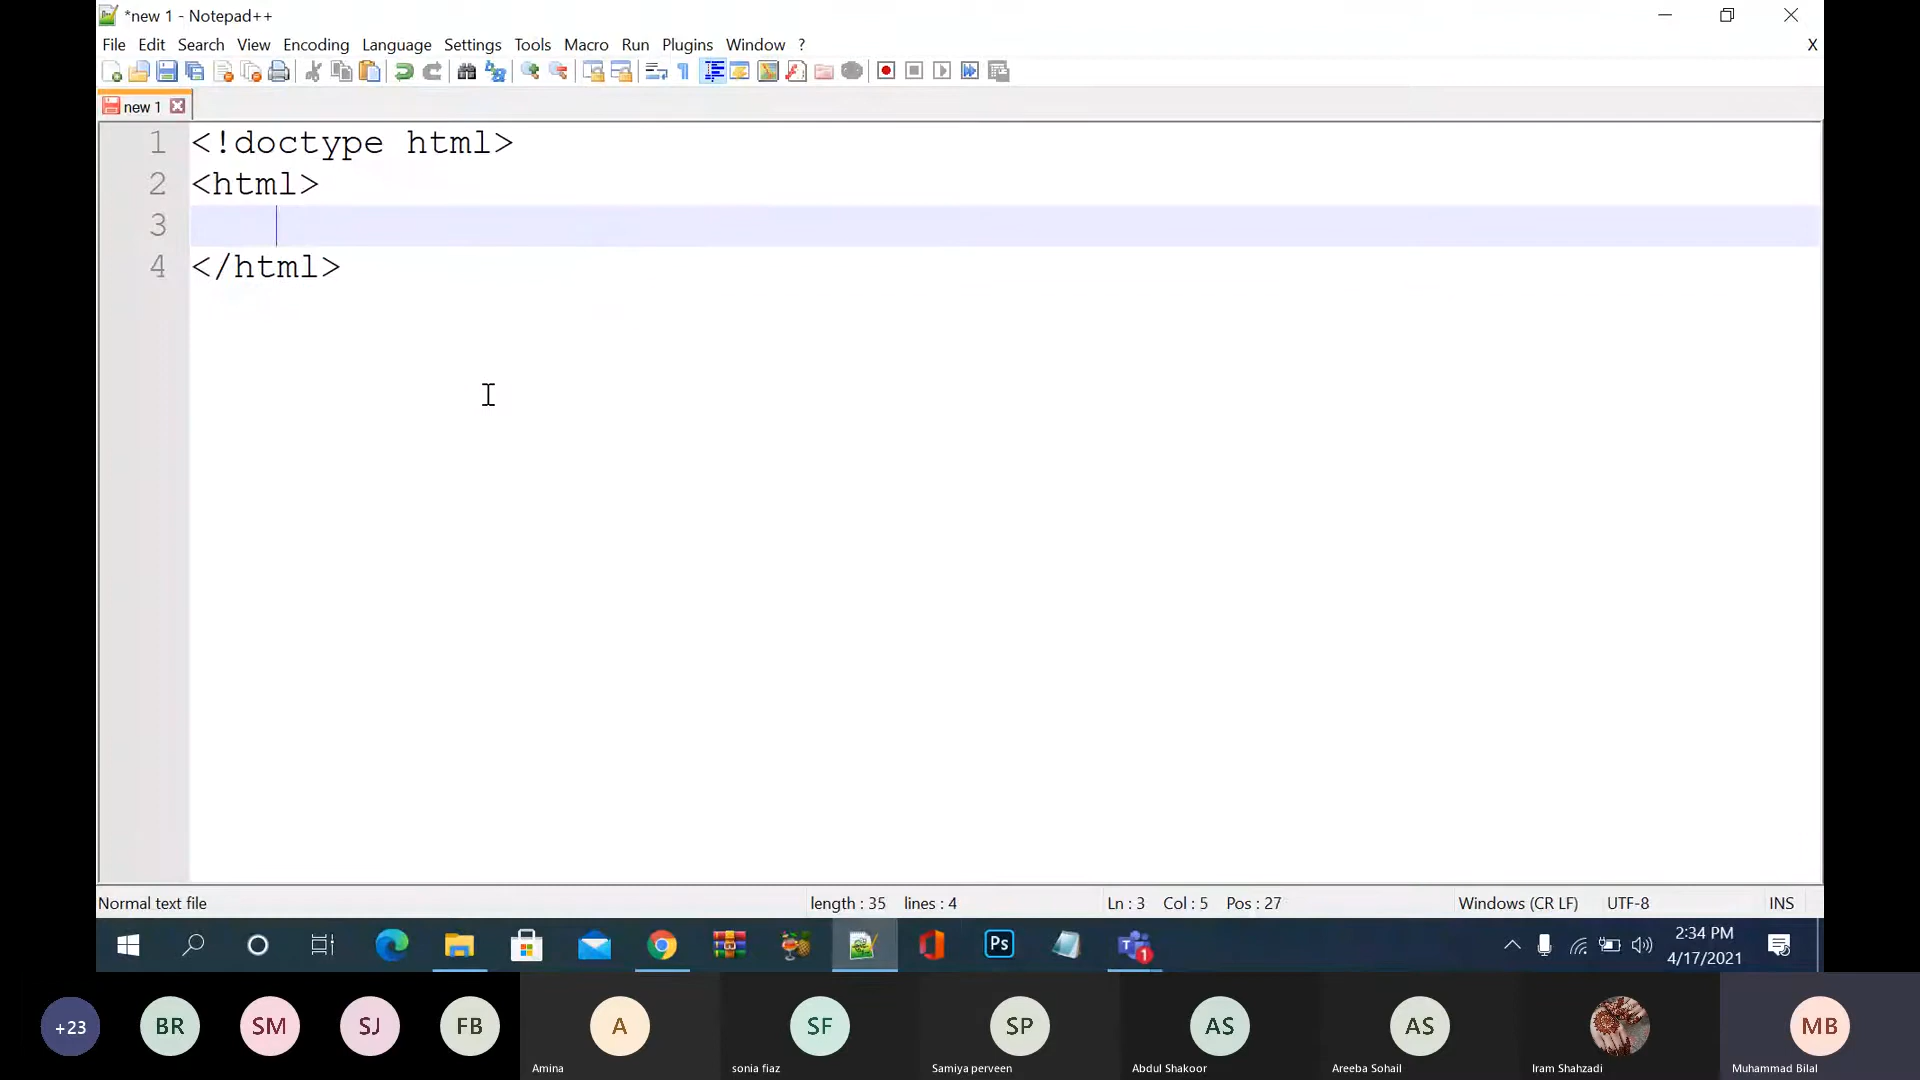 *new 1 - Notepad++
File Edit Search View Encoding Language Settings Tools Macro Run Plugins Window ? X
new 1
1 <!doctype html>
2 <html>
3
4 </html>
Normal text file length : 35 lines : 4 Ln : 3 Col : 5 Pos : 27 Windows (CR LF) UTF-8 INS
Ps
1
2:34 PM
4/17/2021
+23 BR SM SJ FB A SF SP AS AS MB
Amina sonia fiaz Samiya perveen Abdul Shakoor Areeba Sohail Iram Shahzadi Muhammad Bilal